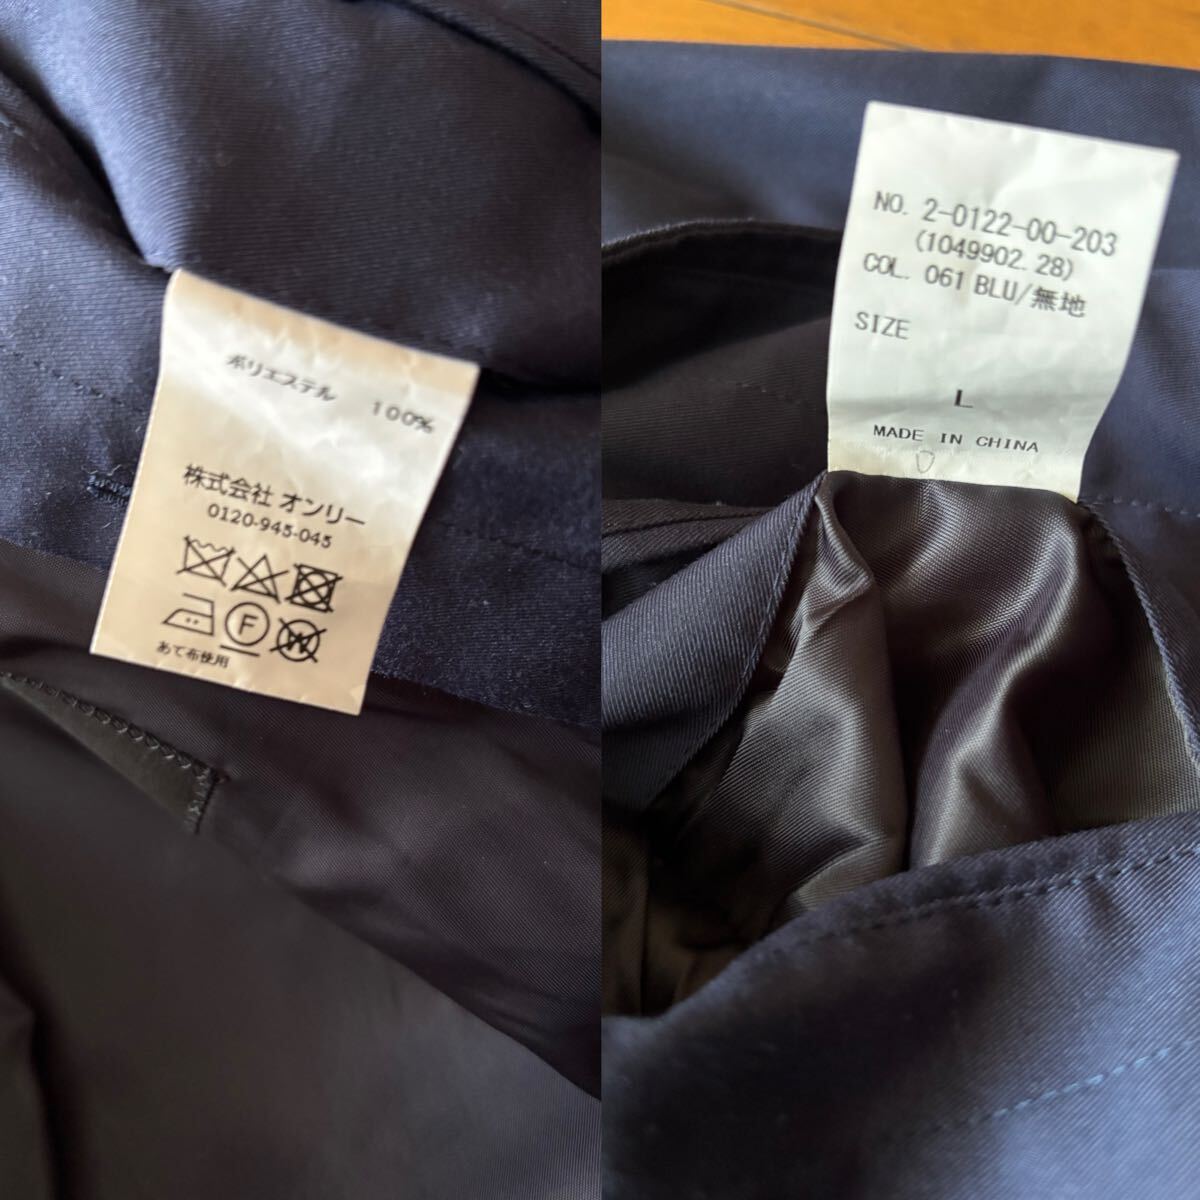 ポリエステル 100%
株式会社 オンリー
0120-945-045
F
W
あて布使用
NO. 2-0122-00-203
(1049902.28)
COL. 061 BLU/無地
SIZE
L
MADE IN CHINA